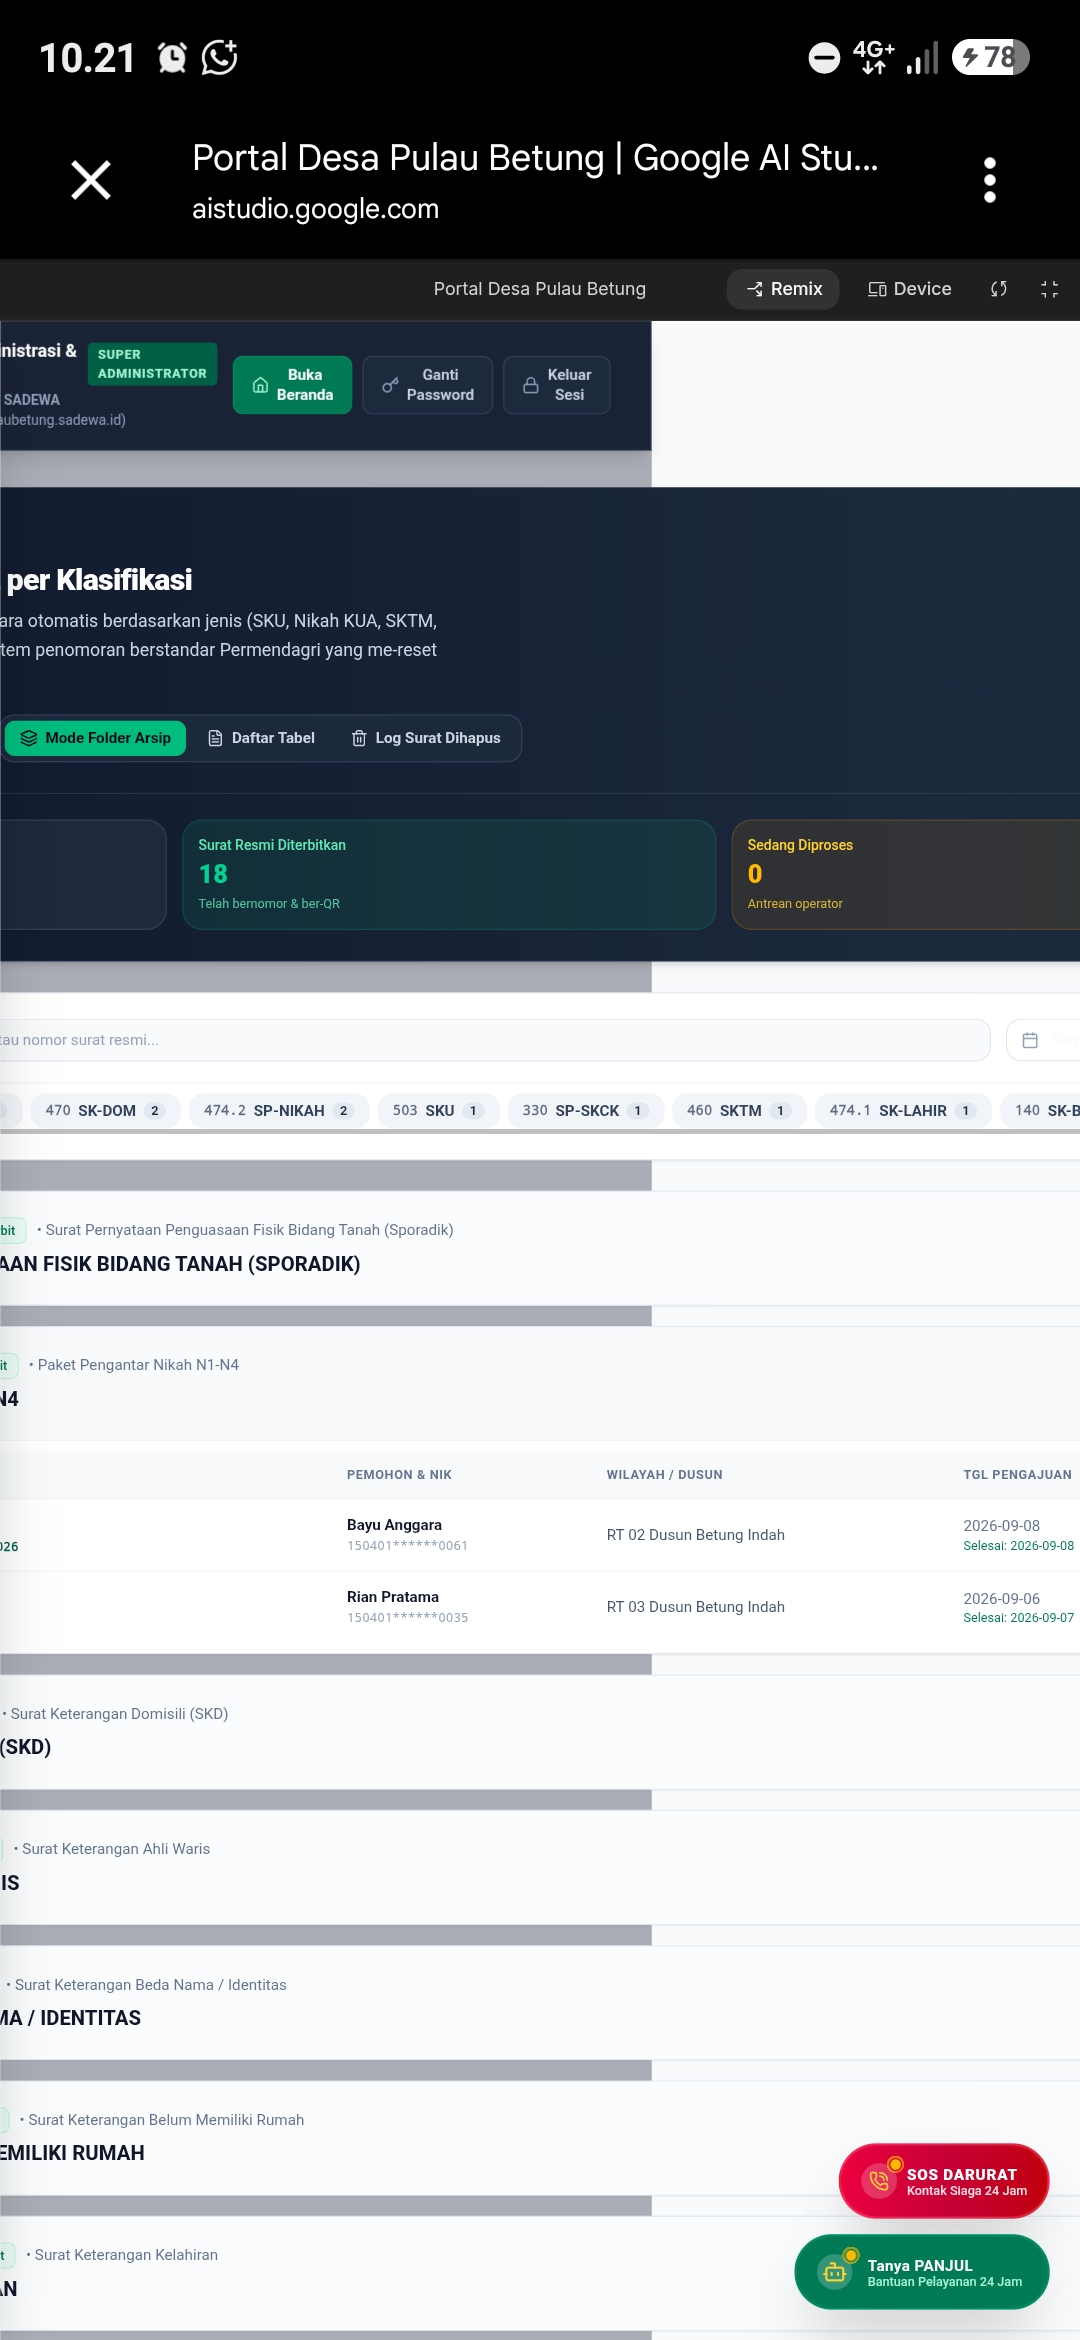 10.21
4G+
78
Portal Desa Pulau Betung | Google AI Stu...
aistudio.google.com
Portal Desa Pulau Betung
Remix
Device
inistrasi &
SUPER
ADMINISTRATOR
SADEWA
aubetung.sadewa.id)
Buka
Beranda
Ganti
Password
Keluar
Sesi
per Klasifikasi
ara otomatis berdasarkan jenis (SKU, Nikah KUA, SKTM,
tem penomoran berstandar Permendagri yang me-reset
Mode Folder Arsip
Daftar Tabel
Log Surat Dihapus
Surat Resmi Diterbitkan
18
Telah bernomor & ber-QR
Sedang Diproses
0
Antrean operator
tau nomor surat resmi...
470 SK-DOM 2
474.2 SP-NIKAH 2
503 SKU 1
330 SP-SKCK 1
460 SKTM 1
474.1 SK-LAHIR 1
140 SK-B
bit • Surat Pernyataan Penguasaan Fisik Bidang Tanah (Sporadik)
AAN FISIK BIDANG TANAH (SPORADIK)
it • Paket Pengantar Nikah N1-N4
N4
PEMOHON & NIK
WILAYAH / DUSUN
TGL PENGAJUAN
026
Bayu Anggara
150401******0061
RT 02 Dusun Betung Indah
2026-09-08
Selesai: 2026-09-08
Rian Pratama
150401******0035
RT 03 Dusun Betung Indah
2026-09-06
Selesai: 2026-09-07
• Surat Keterangan Domisili (SKD)
(SKD)
• Surat Keterangan Ahli Waris
IS
• Surat Keterangan Beda Nama / Identitas
MA / IDENTITAS
• Surat Keterangan Belum Memiliki Rumah
EMILIKI RUMAH
SOS DARURAT
Kontak Siaga 24 Jam
t • Surat Keterangan Kelahiran
AN
Tanya PANJUL
Bantuan Pelayanan 24 Jam